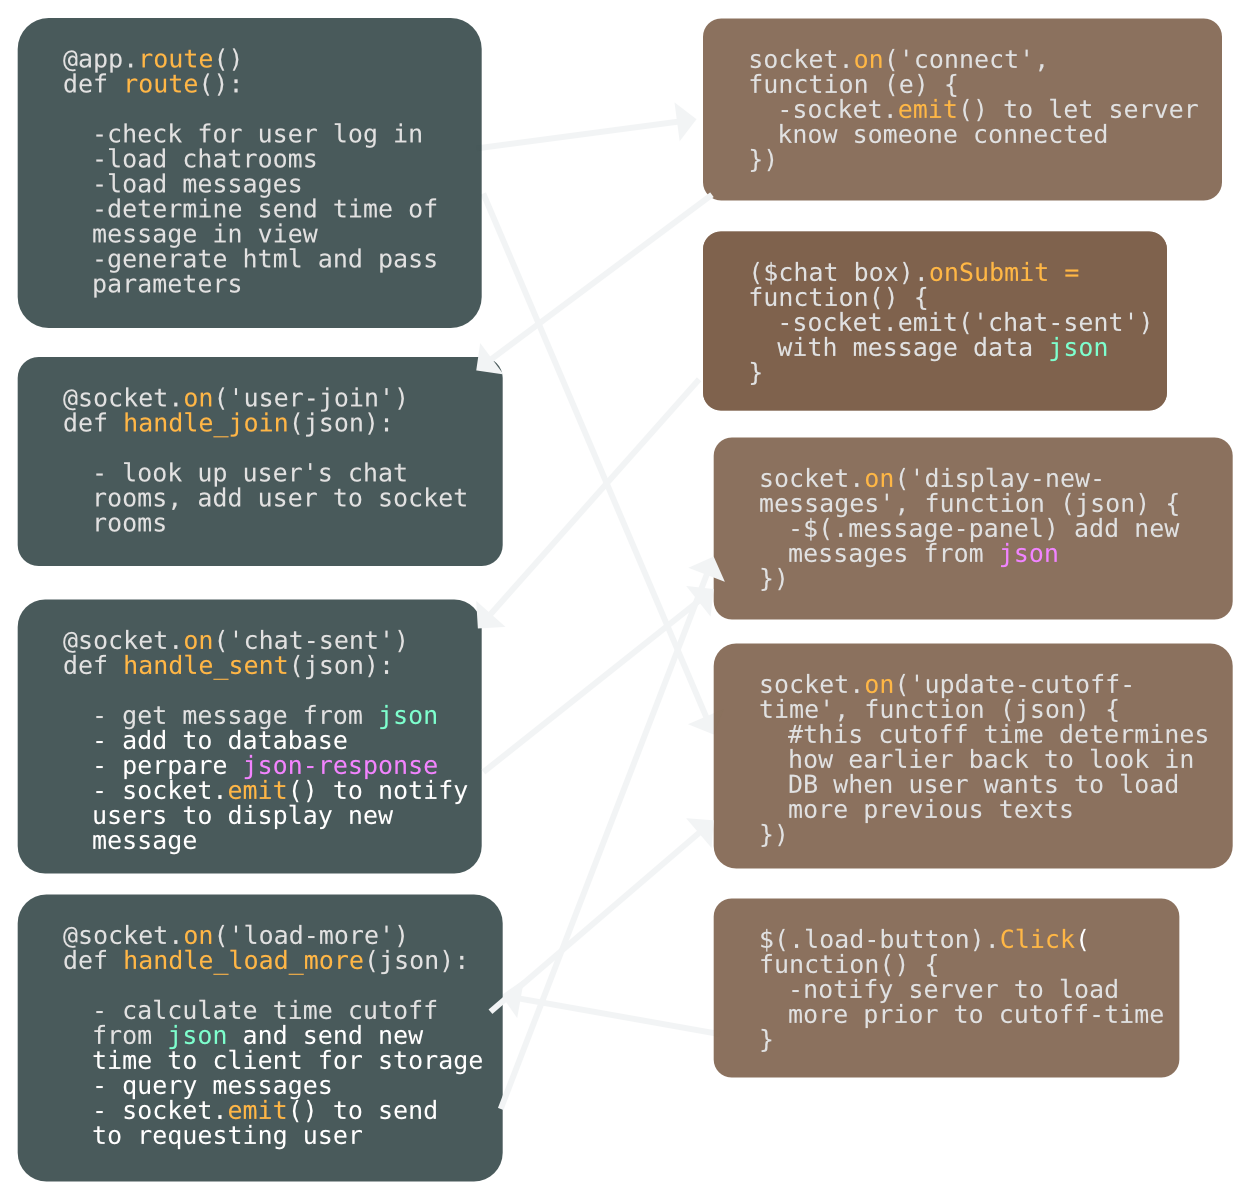 @app.route()
def route():
-check for user log in
-load chatrooms
-load messages
-determine send time of
message in view
-generate html and pass
parameters
@socket.on('user-join')
def handle_join(json):
- look up user's chat
rooms, add user to socket
rooms
@socket.on('chat-sent')
def handle_sent(json):
- get message from json
- add to database
- perpare json-response
- socket.emit() to notify
users to display new
message
@socket.on('load-more')
def handle_load_more(json):
- calculate time cutoff
from json and send new
time to client for storage
- query messages
- socket.emit() to send
to requesting user
socket.on('connect',
function (e) {
-socket.emit() to let server
know someone connected
})
($chat box).onSubmit =
function() {
-socket.emit('chat-sent')
with message data json
}
socket.on('display-new-
messages', function (json) {
-$(.message-panel) add new
messages from json
})
socket.on('update-cutoff-
time', function (json) {
#this cutoff time determines
how earlier back to look in
DB when user wants to load
more previous texts
})
$(.load-button).Click(
function() {
-notify server to load
more prior to cutoff-time
}